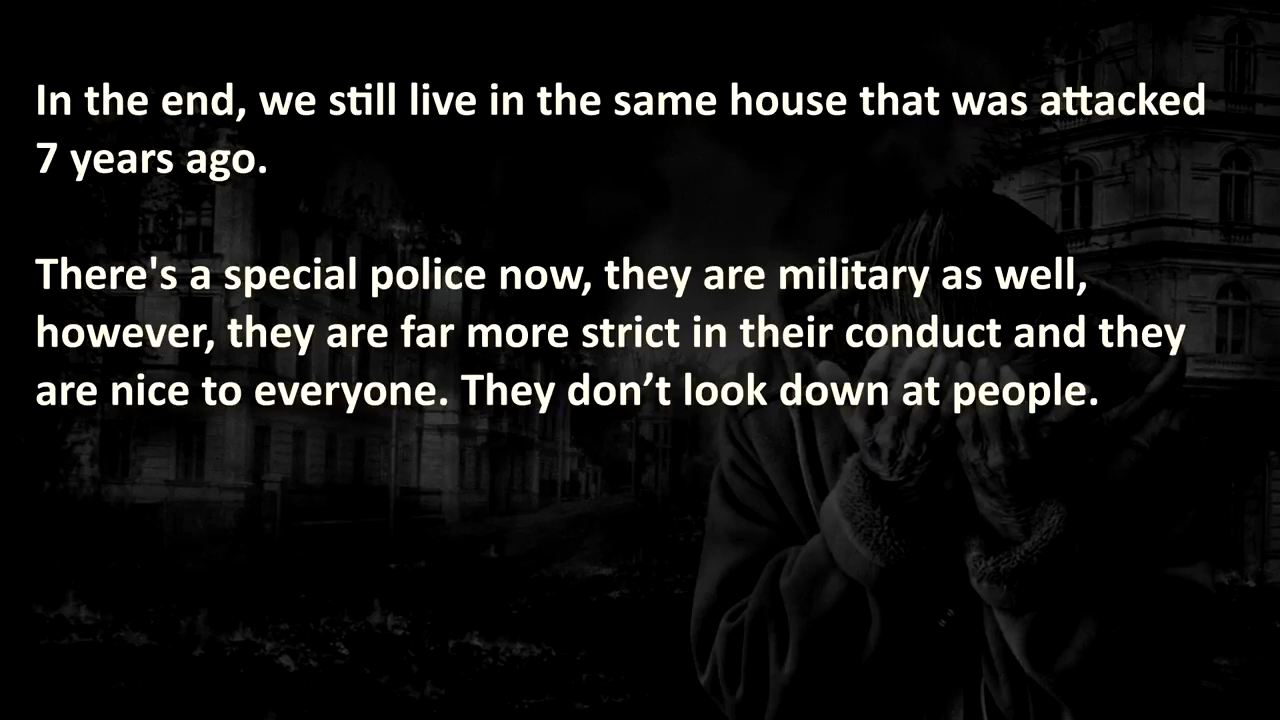 In the end, we still live in the same house that was attacked
7 years ago.
There's a special police now, they are military as well,
however, they are far more strict in their conduct and they
are nice to everyone. They don’t look down at people.